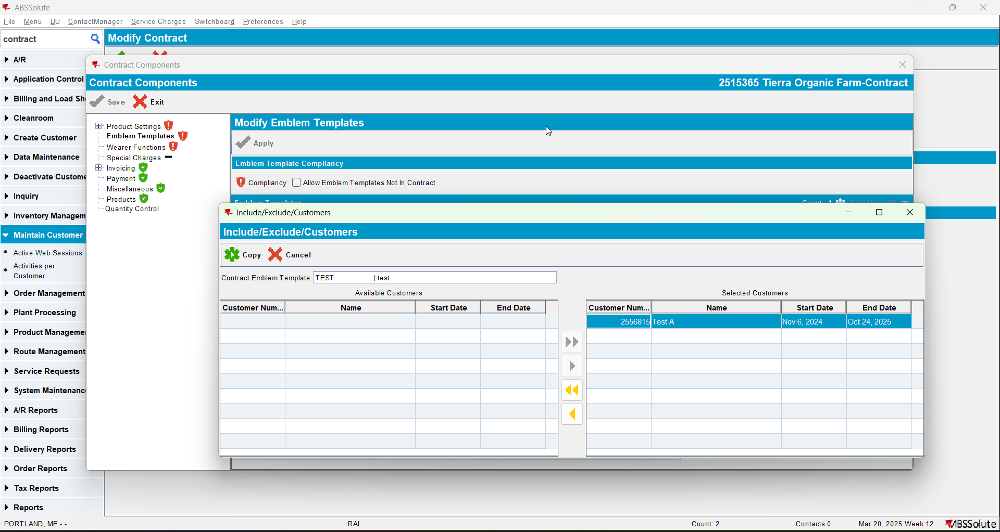 ABSSolute
File Menu BU ContactManager Service Charges Switchboard Preferences Help
contract
Modify Contract
A/R
Application Control
Billing and Load Sh
Cleanroom
Create Customer
Data Maintenance
Deactivate Custome
Inquiry
Inventory Managem
Maintain Customer
Active Web Sessions
Activities per
Customer
Order Management
Plant Processing
Product Manageme
Route Management
Service Requests
System Maintenanc
A/R Reports
Billing Reports
Delivery Reports
Order Reports
Tax Reports
Reports
Contract Components
Contract Components 2515365 Tierra Organic Farm-Contract
Save Exit
Product Settings
Emblem Templates
Wearer Functions
Special Charges
Invoicing
Payment
Miscellaneous
Products
Quantity Control
Modify Emblem Templates
Apply
Emblem Template Compliancy
Compliancy Allow Emblem Templates Not In Contract
Emblem Templates Count : 1
Include/Exclude/Customers
Include/Exclude/Customers
Copy Cancel
Contract Emblem Template TEST | test
Available Customers
Customer Num... Name Start Date End Date
Selected Customers
Customer Num... Name Start Date End Date
2556815 Test A Nov 6, 2024 Oct 24, 2025
PORTLAND, ME - - RAL Count: 2 Contacts 0 Mar 20, 2025 Week 12 ABSSolute